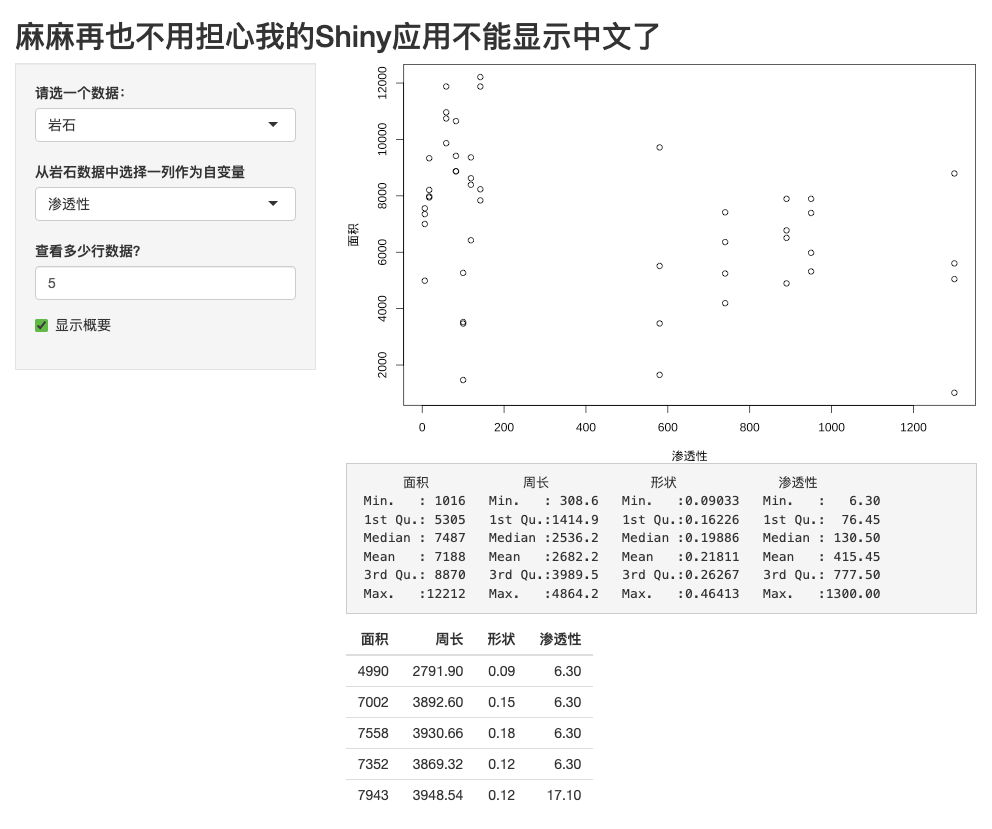 麻麻再也不用担心我的Shiny应用不能显示中文了
请选一个数据：
岩石
从岩石数据中选择一列作为自变量
渗透性
查看多少行数据?
5
显示概要
12000
10000
8000
6000
4000
2000
面积
0 200 400 600 800 1000 1200
渗透性
面积 周长 形状 渗透性
Min. : 1016 Min. : 308.6 Min. :0.09033 Min. : 6.30
1st Qu.: 5305 1st Qu.:1414.9 1st Qu.:0.16226 1st Qu.: 76.45
Median : 7487 Median :2536.2 Median :0.19886 Median : 130.50
Mean : 7188 Mean :2682.2 Mean :0.21811 Mean : 415.45
3rd Qu.: 8870 3rd Qu.:3989.5 3rd Qu.:0.26267 3rd Qu.: 777.50
Max. :12212 Max. :4864.2 Max. :0.46413 Max. :1300.00
面积 周长 形状 渗透性
4990 2791.90 0.09 6.30
7002 3892.60 0.15 6.30
7558 3930.66 0.18 6.30
7352 3869.32 0.12 6.30
7943 3948.54 0.12 17.10